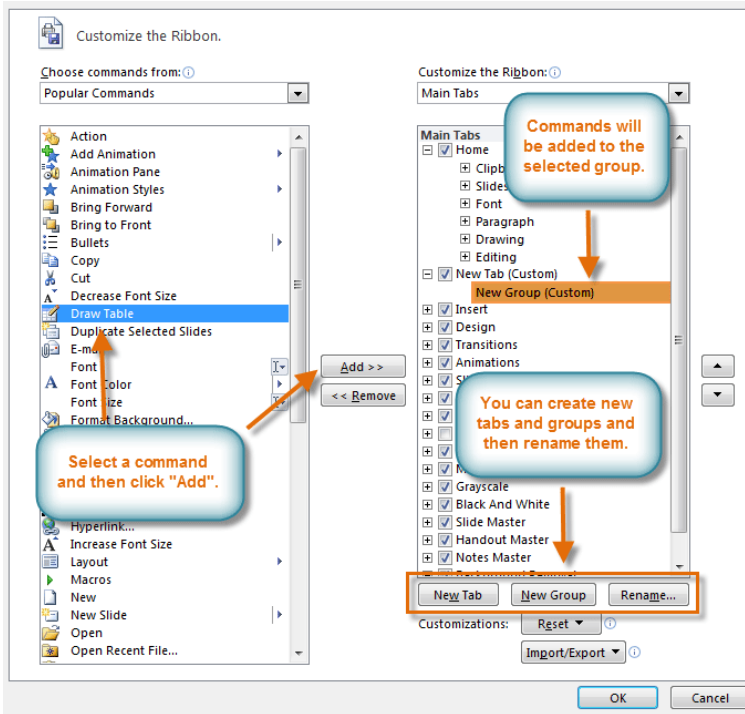 Customize the Ribbon.
Choose commands from:
Popular Commands
Action
Add Animation
Animation Pane
Animation Styles
Bring Forward
Bring to Front
Bullets
Copy
Cut
Decrease Font Size
Draw Table
Duplicate Selected Slides
Font
Font Color
Font Size
Format Background...
Select a command
and then click "Add".
Hyperlink...
Increase Font Size
Layout
Macros
New
New Slide
Open
Open Recent File...
Add >>
<< Remove
Customize the Ribbon:
Main Tabs
Commands will
be added to the
selected group.
Main Tabs
Home
Font
Paragraph
Drawing
Editing
New Tab (Custom)
New Group (Custom)
Insert
Design
Transitions
Animations
You can create new
tabs and groups and
then rename them.
Grayscale
Black And White
Slide Master
Handout Master
Notes Master
New Tab
New Group
Rename...
Customizations:
Reset
Import/Export
OK
Cancel